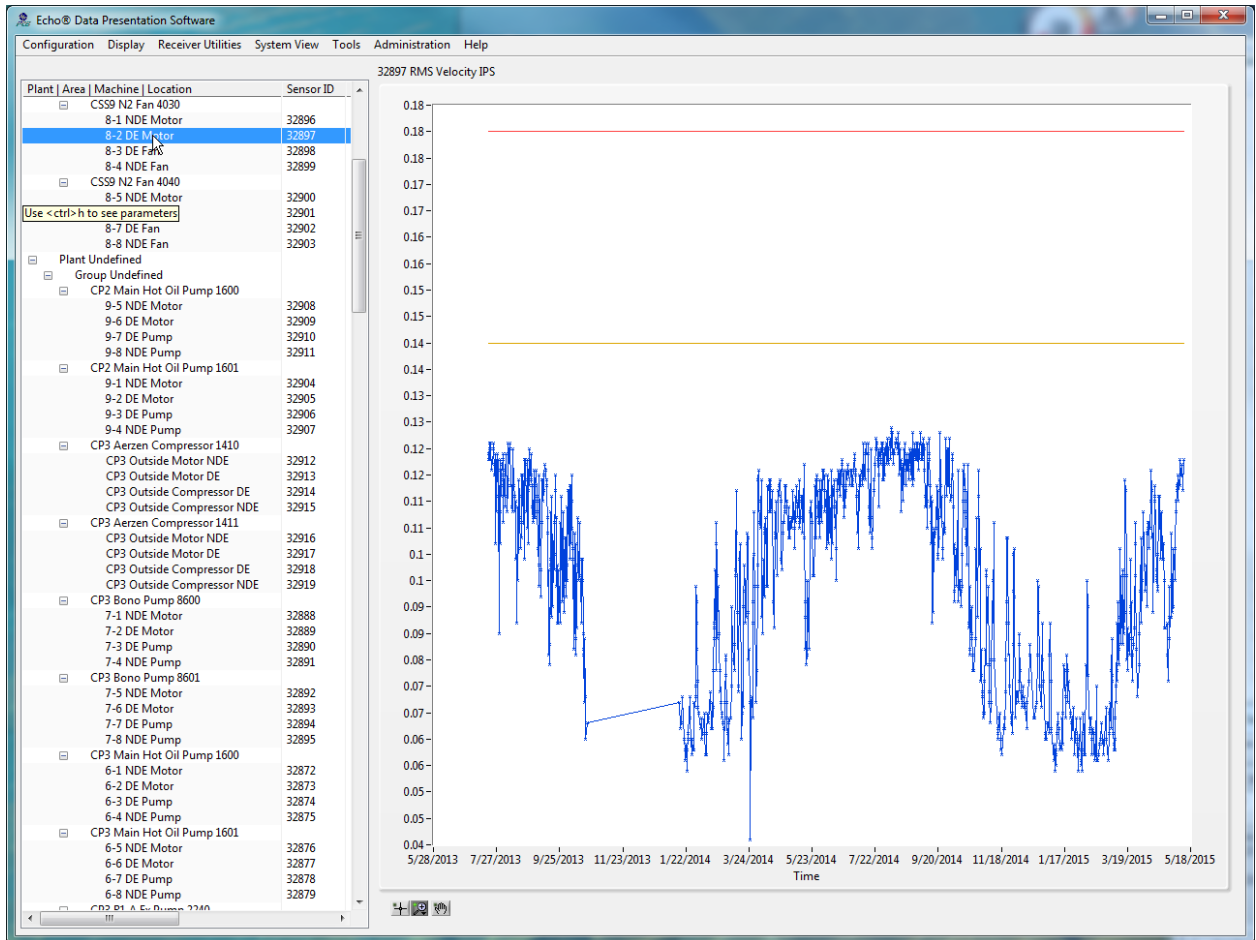 Echo® Data Presentation Software
Configuration Display Receiver Utilities System View Tools Administration Help
32897 RMS Velocity IPS
Plant | Area | Machine | Location Sensor ID
CSS9 N2 Fan 4030
8-1 NDE Motor 32896
8-2 DE Motor 32897
8-3 DE Fan 32898
8-4 NDE Fan 32899
CSS9 N2 Fan 4040
8-5 NDE Motor 32900
Use <ctrl>h to see parameters 32901
8-7 DE Fan 32902
8-8 NDE Fan 32903
Plant Undefined
Group Undefined
CP2 Main Hot Oil Pump 1600
9-5 NDE Motor 32908
9-6 DE Motor 32909
9-7 DE Pump 32910
9-8 NDE Pump 32911
CP2 Main Hot Oil Pump 1601
9-1 NDE Motor 32904
9-2 DE Motor 32905
9-3 DE Pump 32906
9-4 NDE Pump 32907
CP3 Aerzen Compressor 1410
CP3 Outside Motor NDE 32912
CP3 Outside Motor DE 32913
CP3 Outside Compressor DE 32914
CP3 Outside Compressor NDE 32915
CP3 Aerzen Compressor 1411
CP3 Outside Motor NDE 32916
CP3 Outside Motor DE 32917
CP3 Outside Compressor DE 32918
CP3 Outside Compressor NDE 32919
CP3 Bono Pump 8600
7-1 NDE Motor 32888
7-2 DE Motor 32889
7-3 DE Pump 32890
7-4 NDE Pump 32891
CP3 Bono Pump 8601
7-5 NDE Motor 32892
7-6 DE Motor 32893
7-7 DE Pump 32894
7-8 NDE Pump 32895
CP3 Main Hot Oil Pump 1600
6-1 NDE Motor 32872
6-2 DE Motor 32873
6-3 DE Pump 32874
6-4 NDE Pump 32875
CP3 Main Hot Oil Pump 1601
6-5 NDE Motor 32876
6-6 DE Motor 32877
6-7 DE Pump 32878
6-8 NDE Pump 32879
CP3 P1 A Ex Pump 2240
0.18
0.18
0.18
0.17
0.17
0.16
0.16
0.15
0.15
0.14
0.14
0.13
0.13
0.12
0.12
0.11
0.11
0.1
0.1
0.09
0.09
0.08
0.07
0.07
0.06
0.06
0.05
0.05
0.04
5/28/2013 7/27/2013 9/25/2013 11/23/2013 1/22/2014 3/24/2014 5/23/2014 7/22/2014 9/20/2014 11/18/2014 1/17/2015 3/19/2015 5/18/2015
Time